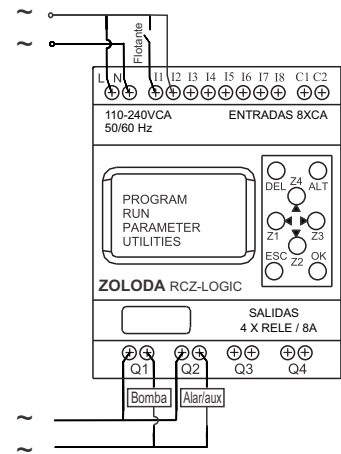 ~
~
Flotante
L N I1 I2 I3 I4 I5 I6 I7 I8 C1 C2
110-240VCA
50/60 Hz
ENTRADAS 8XCA
PROGRAM
RUN
PARAMETER
UTILITIES
DEL Z4 ALT
Z1 Z3
ESC Z2 OK
ZOLODA RCZ-LOGIC
SALIDAS
4 X RELE / 8A
Q1 Q2 Q3 Q4
Bomba Alar/aux
~
~